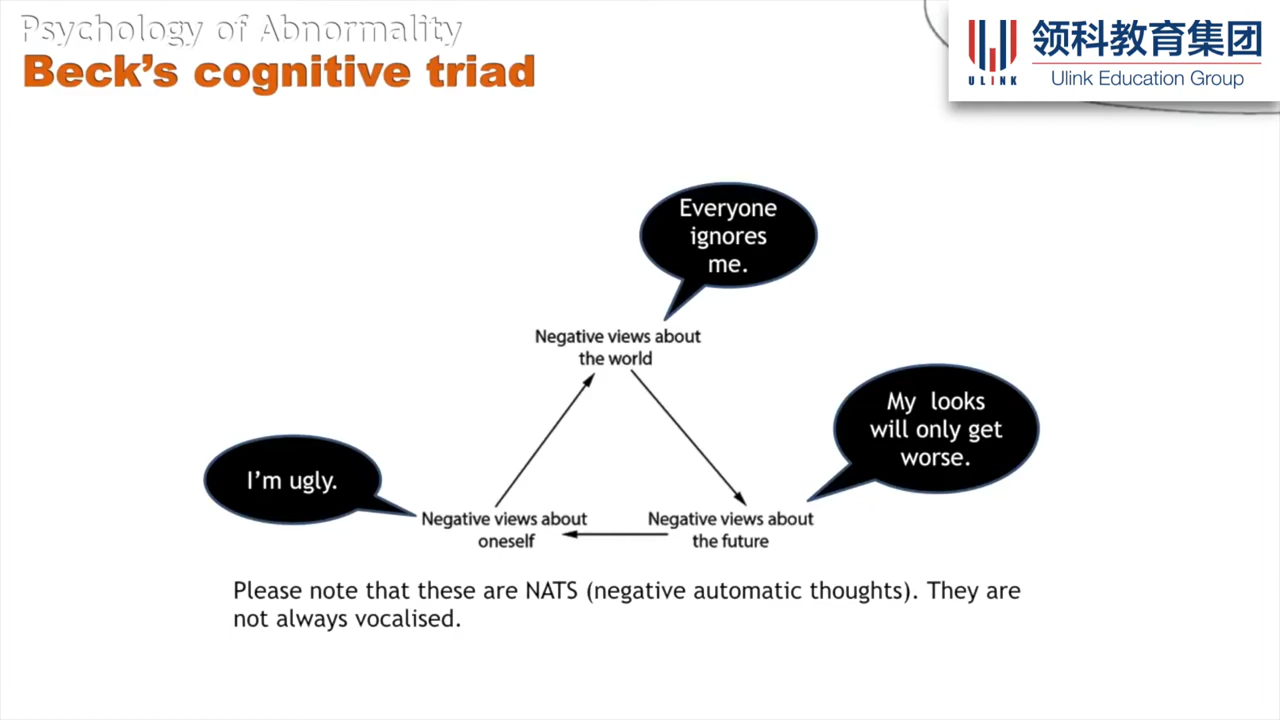 Psychology of Abnormality
Beck's cognitive triad
ULINK
领科教育集团
Ulink Education Group
Everyone
ignores
me.
Negative views about
the world
My looks
will only get
worse.
I'm ugly.
Negative views about
oneself
Negative views about
the future
Please note that these are NATS (negative automatic thoughts). They are
not always vocalised.